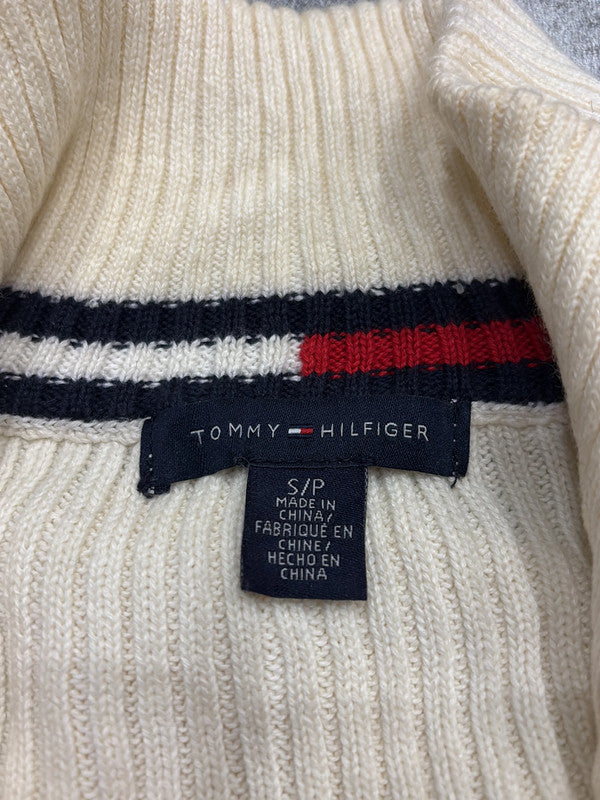 TOMMY HILFIGER
S/P
MADE IN
CHINA/
FABRIQUÉ EN
CHINE/
HECHO EN
CHINA